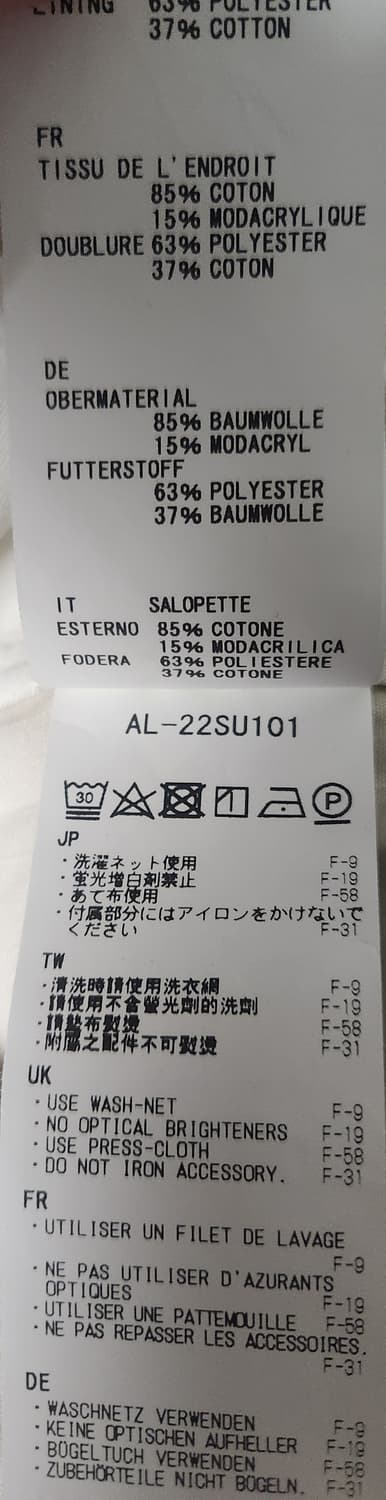 LINING 63% POLYESTER
37% COTTON
FR
TISSU DE L'ENDROIT
85% COTON
15% MODACRYLIQUE
DOUBLURE 63% POLYESTER
37% COTON
DE
OBERMATERIAL
85% BAUMWOLLE
15% MODACRYL
FUTTERSTOFF
63% POLYESTER
37% BAUMWOLLE
IT SALOPETTE
ESTERNO 85% COTONE
15% MODACRILICA
FODERA 63% POLIESTERE
37% COTONE
AL-22SU101
30 P
JP
・洗濯ネット使用 F-9
・蛍光増白剤禁止 F-19
・あて布使用 F-58
・付属部分にはアイロンをかけないで
ください F-31
TW
・清洗時請使用洗衣網 F-9
・請使用不含螢光劑的洗劑 F-19
・請墊布熨燙 F-58
・附屬之配件不可熨燙 F-31
UK
・USE WASH-NET F-9
・NO OPTICAL BRIGHTENERS F-19
・USE PRESS-CLOTH F-58
・DO NOT IRON ACCESSORY. F-31
FR
・UTILISER UN FILET DE LAVAGE
F-9
・NE PAS UTILISER D'AZURANTS
OPTIQUES F-19
・UTILISER UNE PATTEMOUILLE F-58
・NE PAS REPASSER LES ACCESSOIRES.
F-31
DE
・WASCHNETZ VERWENDEN F-9
・KEINE OPTISCHEN AUFHELLER F-19
・BÜGELTUCH VERWENDEN F-58
・ZUBEHÖRTEILE NICHT BÜGELN. F-31